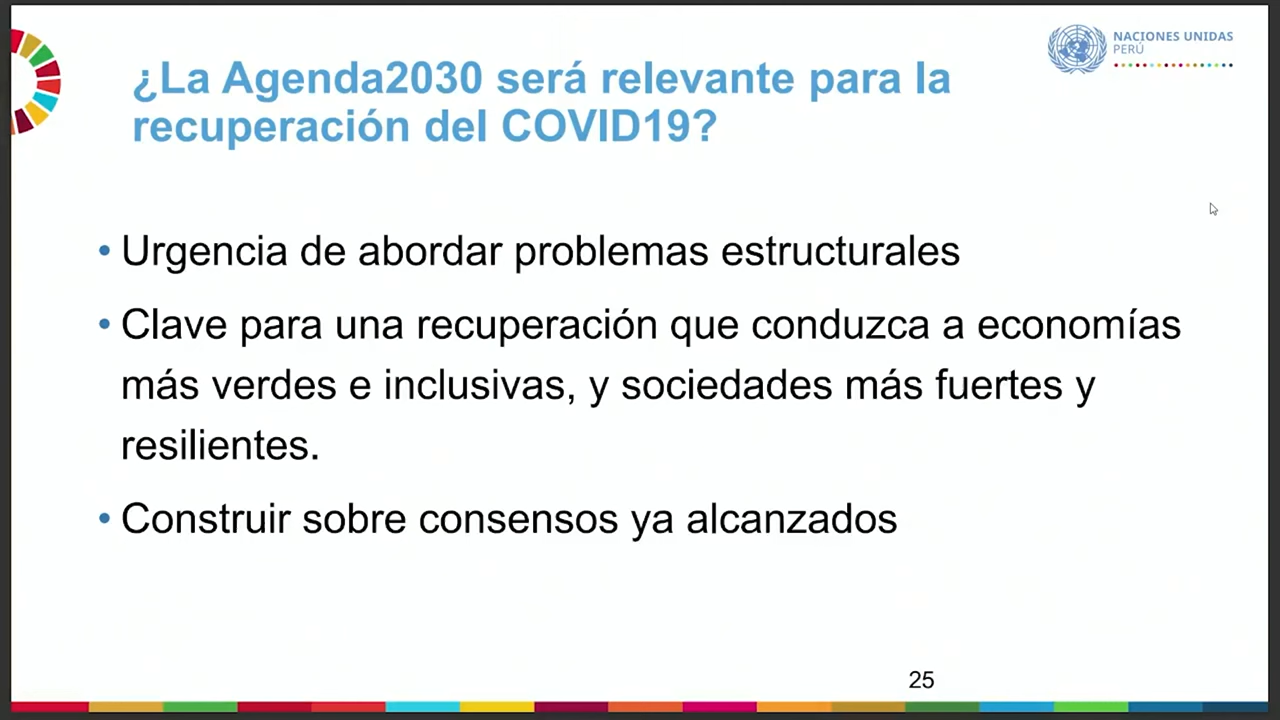 NACIONES UNIDAS
PERÚ
¿La Agenda2030 será relevante para la
recuperación del COVID19?
• Urgencia de abordar problemas estructurales
• Clave para una recuperación que conduzca a economías
más verdes e inclusivas, y sociedades más fuertes y
resilientes.
• Construir sobre consensos ya alcanzados
25